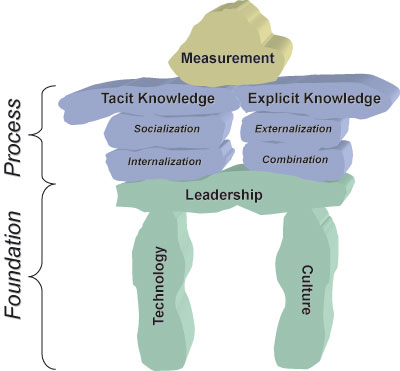 Measurement
Tacit Knowledge
Explicit Knowledge
Socialization
Externalization
Internalization
Combination
Leadership
Technology
Culture
Process
Foundation